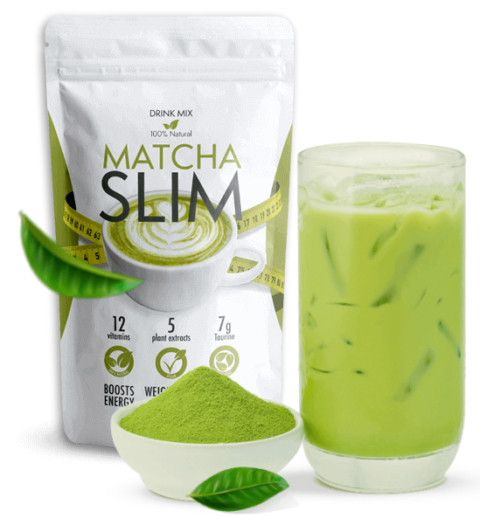 DRINK MIX
100% Natural
MATCHA
SLIM
12
vitamins
5
plant extracts
7g
Taurine
BOOSTS
ENERGY